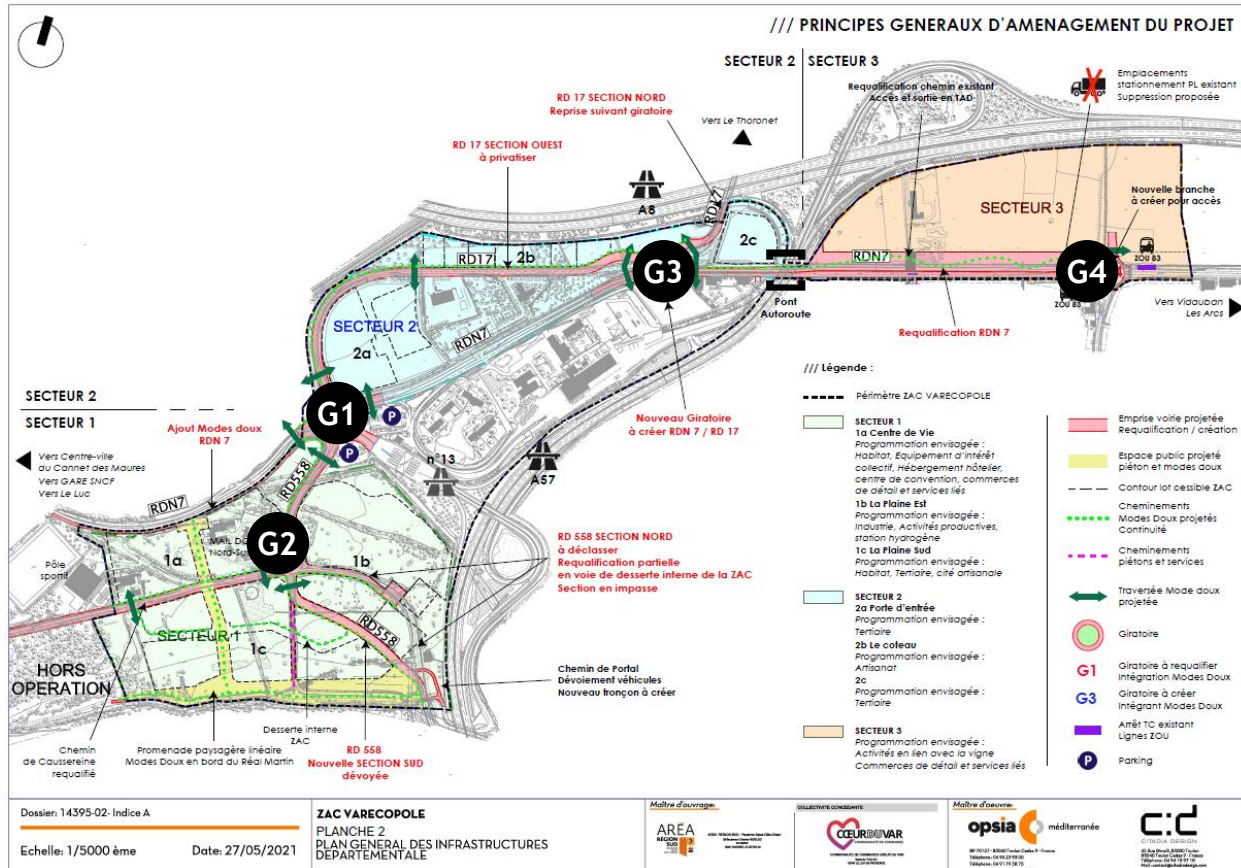 /// PRINCIPES GENERAUX D'AMENAGEMENT DU PROJET
SECTEUR 2
SECTEUR 3
RD 17 SECTION NORD
Reprise suivant giratoire
Vers Le Thoronet
Requalification chemin existant
Accès et sortie en TAD
Emplacements
stationnement PL existant
Suppression proposée
RD 17 SECTION OUEST
à privatiser
A8
RD17
2c
2b
RD17
G3
SECTEUR 3
Nouvelle branche
à créer pour accès
RDN7
ZOU 83
G4
ZOU 83
Pont
Autoroute
Vers Vidauban
Les Arcs
Requalification RDN 7
SECTEUR 2
2a
RDN7
SECTEUR 2
SECTEUR 1
G1
P
P
Ajout Modes doux
RDN 7
Nouveau Giratoire
à créer RDN 7 / RD 17
Vers Centre-ville
du Cannet des Maures
Vers GARE SNCF
Vers Le Luc
n°13
A57
RD558
RDN7
G2
1a
1b
Pôle
sportif
RD 558 SECTION NORD
à déclasser
Requalification partielle
en voie de desserte interne de la ZAC
Section en impasse
SECTEUR 1
1c
RD558
HORS
OPERATION
Chemin de Portal
Dévoiement véhicules
Nouveau tronçon à créer
Chemin
de Caussereine
requalifié
Promenade paysagère linéaire
Modes Doux en bord du Réal Martin
Desserte interne
ZAC
RD 558
Nouvelle SECTION SUD
dévoyée
/// Légende :
Périmètre ZAC VARECOPOLE
SECTEUR 1
1a Centre de Vie
Programmation envisagée :
Habitat, Equipement d'intérêt
collectif, Hébergement hôtelier,
centre de convention, commerces
de détail et services liés
1b La Plaine Est
Programmation envisagée :
Industrie, Activités productives,
station hydrogène
1c La Plaine Sud
Programmation envisagée :
Habitat, Tertiaire, cité artisanale
SECTEUR 2
2a Porte d'entrée
Programmation envisagée :
Tertiaire
2b Le coteau
Programmation envisagée :
Artisanat
2c
Programmation envisagée :
Tertiaire
SECTEUR 3
Programmation envisagée :
Activités en lien avec la vigne
Commerces de détail et services liés
Emprise voirie projetée
Requalification / création
Espace public projeté
piéton et modes doux
Contour lot cessible ZAC
Cheminements
Modes Doux projetés
Continuité
Cheminements
piétons et services
Traversée Mode doux
projetée
Giratoire
G1
Giratoire à requalifier
Intégration Modes Doux
G3
Giratoire à créer
Intégrant Modes Doux
Arrêt TC existant
Lignes ZOU
P
Parking
Dossier: 14395-02- Indice A
Echelle: 1/5000 ème
Date: 27/05/2021
ZAC VARECOPOLE
PLANCHE 2
PLAN GENERAL DES INFRASTRUCTURES
DEPARTEMENTALE
Maître d'ouvrage:
AREA
RÉGION
SUD
COLLECTIVITE CONCEDANTE
CŒURDUVAR
Maître d'oeuvre:
opsia
méditerranée
c:d
CITADIA DESIGN